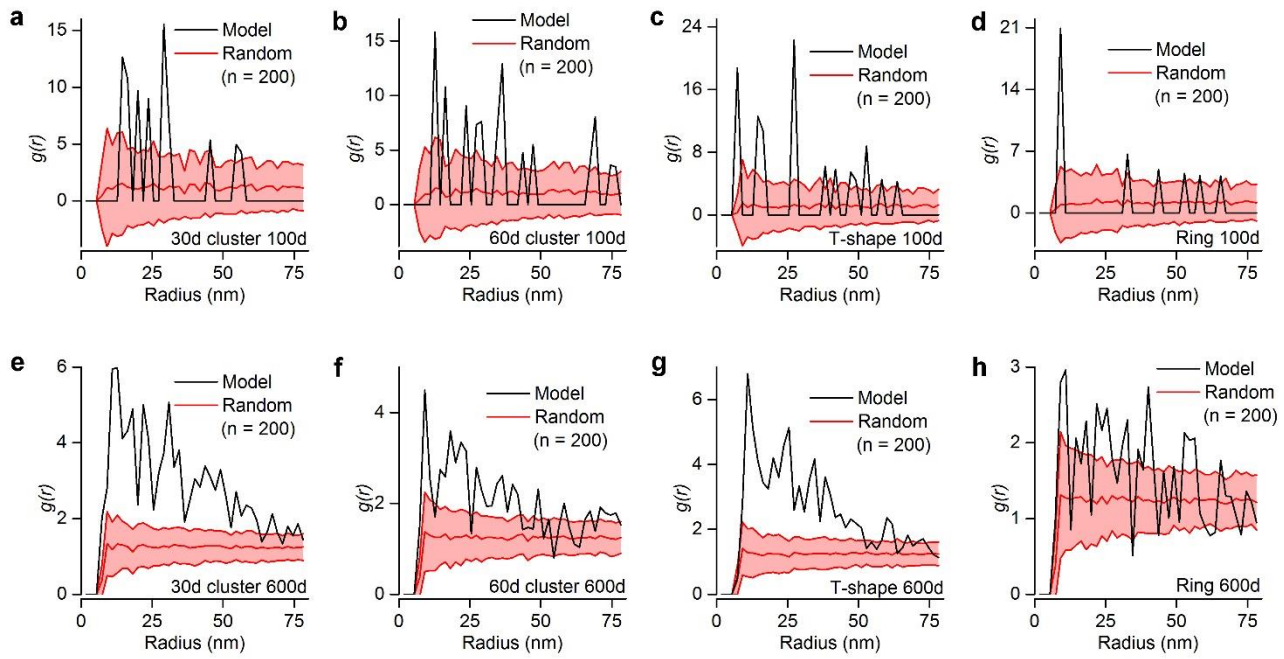 a
15
10
5
0
g(r)
Model
Random
(n = 200)
30d cluster 100d
0 25 50 75
Radius (nm)
b
15
10
5
0
g(r)
Model
Random
(n = 200)
60d cluster 100d
0 25 50 75
Radius (nm)
c
24
16
8
0
g(r)
Model
Random
(n = 200)
T-shape 100d
0 25 50 75
Radius (nm)
d
21
14
7
0
g(r)
Model
Random
(n = 200)
Ring 100d
0 25 50 75
Radius (nm)
e
6
4
2
0
g(r)
Model
Random
(n = 200)
30d cluster 600d
0 25 50 75
Radius (nm)
f
4
2
0
g(r)
Model
Random
(n = 200)
60d cluster 600d
0 25 50 75
Radius (nm)
g
6
4
2
0
g(r)
Model
Random
(n = 200)
T-shape 600d
0 25 50 75
Radius (nm)
h
3
2
1
0
g(r)
Model
Random
(n = 200)
Ring 600d
0 25 50 75
Radius (nm)